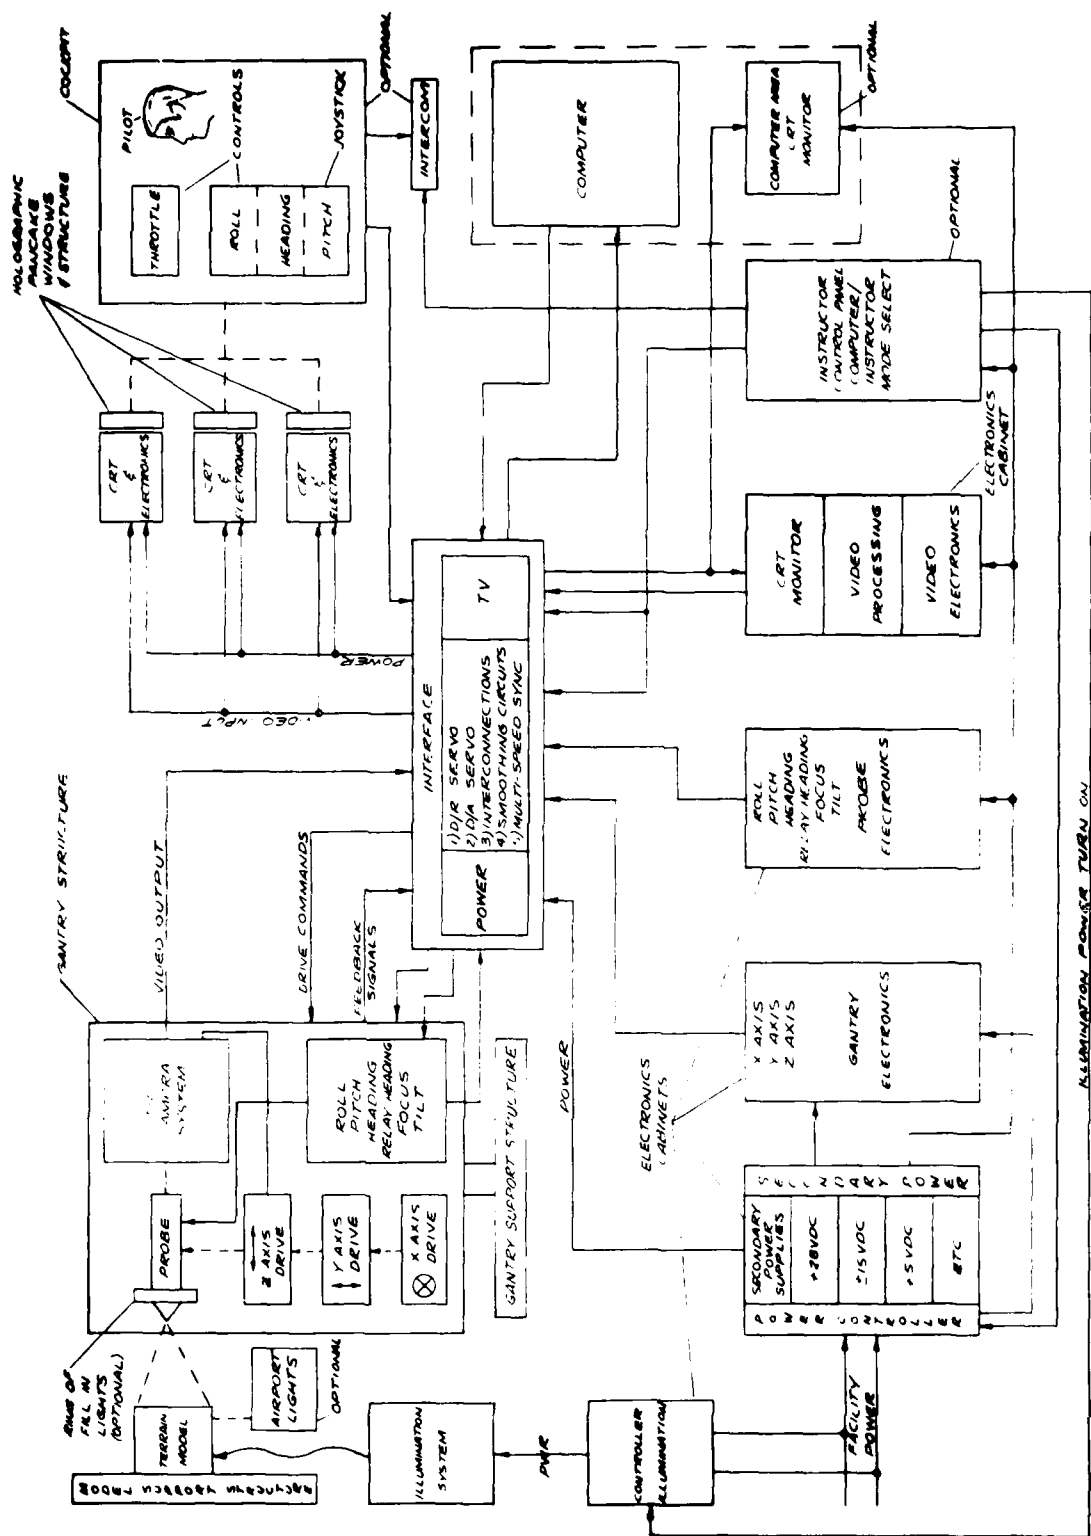 HOLOGRAPHIC
PANCAKE
WINDOWS
& STRUCTURE
COCKPIT
PILOT
THROTTLE
CONTROLS
ROLL
HEADING
PITCH
JOYSTICK
OPTIONAL
INTERCOM
CRT
&
ELECTRONICS
CRT
&
ELECTRONICS
CRT
&
ELECTRONICS
COMPUTER
COMPUTER AREA
CRT
MONITOR
OPTIONAL
INSTRUCTOR
CONTROL PANEL
COMPUTER/
INSTRUCTOR
MODE SELECT
OPTIONAL
ELECTRONICS
CABINET
CRT
MONITOR
VIDEO
PROCESSING
VIDEO
ELECTRONICS
POWER
VIDEO INPUT
INTERFACE
TV
1) D/R SERVO
2) D/A SERVO
3) INTERCONNECTIONS
4) SMOOTHING CIRCUITS
MULTI-SPEED SYNC
POWER
ROLL
PITCH
HEADING
RELAY HEADING
FOCUS
TILT
PROBE
ELECTRONICS
GANTRY STRUCTURE
VIDEO OUTPUT
DRIVE COMMANDS
FEEDBACK
SIGNALS
CAMERA
SYSTEM
ROLL
PITCH
HEADING
RELAY HEADING
FOCUS
TILT
PROBE
Z AXIS
DRIVE
Y AXIS
DRIVE
X AXIS
DRIVE
GANTRY SUPPORT STRUCTURE
POWER
ELECTRONICS
CABINETS
X AXIS
Y AXIS
Z AXIS
GANTRY
ELECTRONICS
SECONDARY POWER
SECONDARY
POWER
SUPPLIES
+28VDC
±15VDC
+5VDC
ETC
POWER CONTROLLER
RING OF
FILL IN
LIGHTS
(OPTIONAL)
TERRAIN
MODEL
MODEL SUPPORT STRUCTURE
AIRPORT
LIGHTS
OPTIONAL
ILLUMINATION
SYSTEM
PWR
CONTROLLER
ILLUMINATION
FACILITY
POWER
ILLUMINATION POWER TURN ON